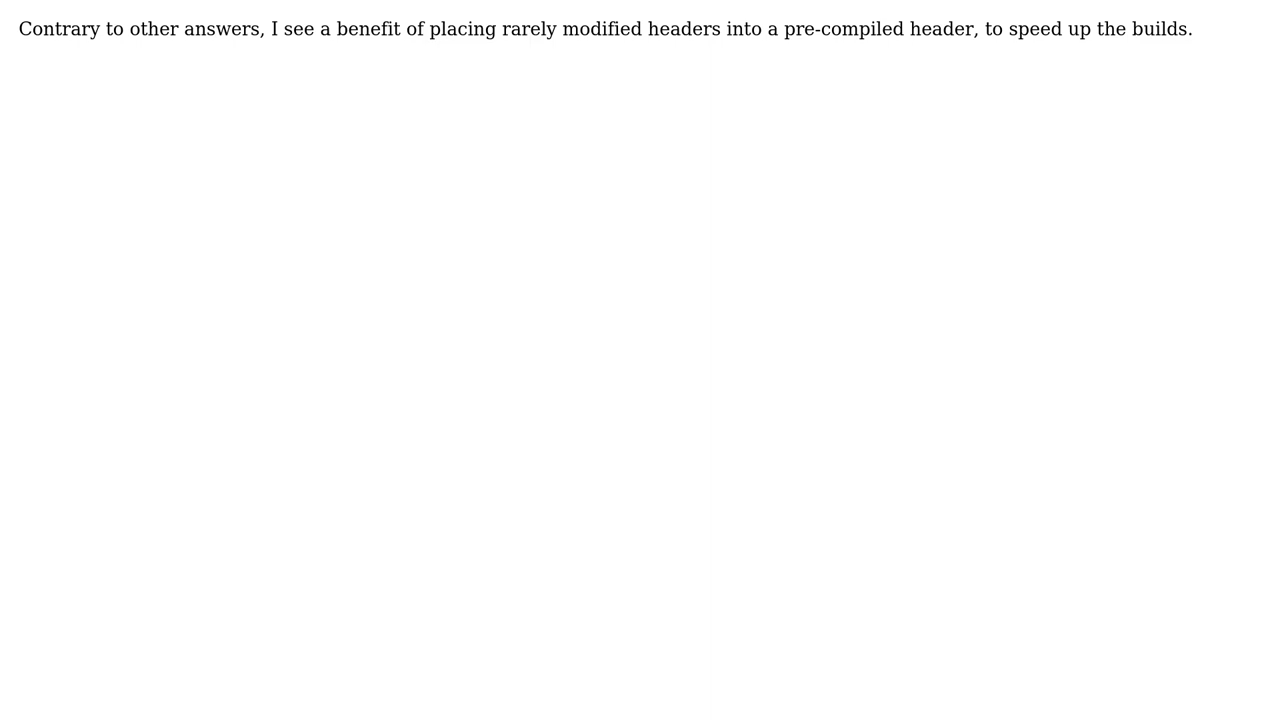 Contrary to other answers, I see a benefit of placing rarely modified headers into a pre-compiled header, to speed up the builds.